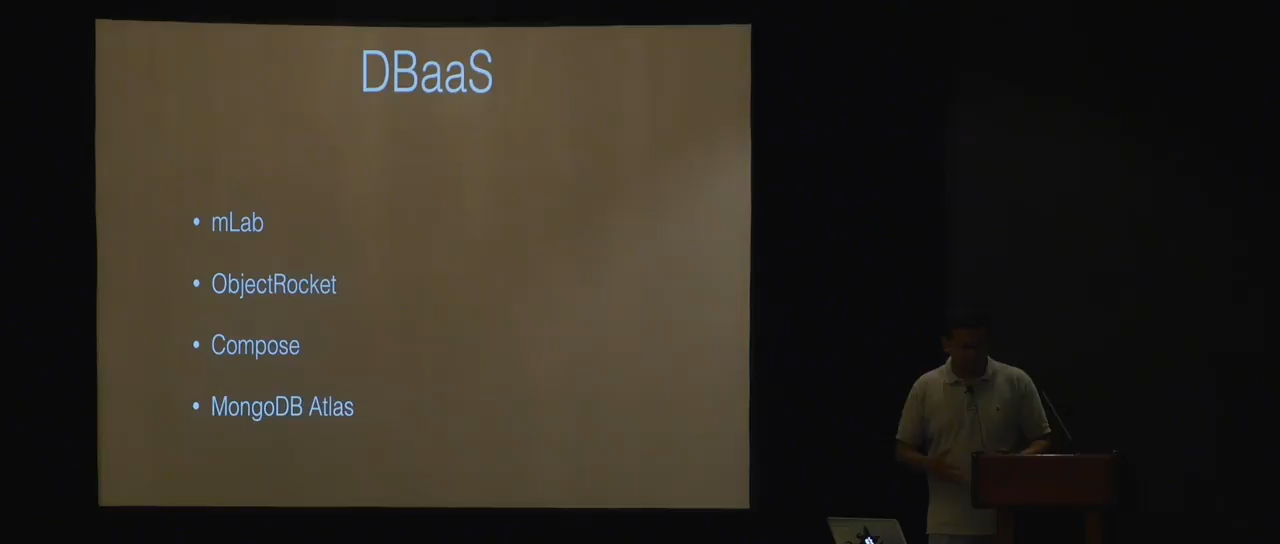 DBaaS
• mLab
• ObjectRocket
• Compose
• MongoDB Atlas